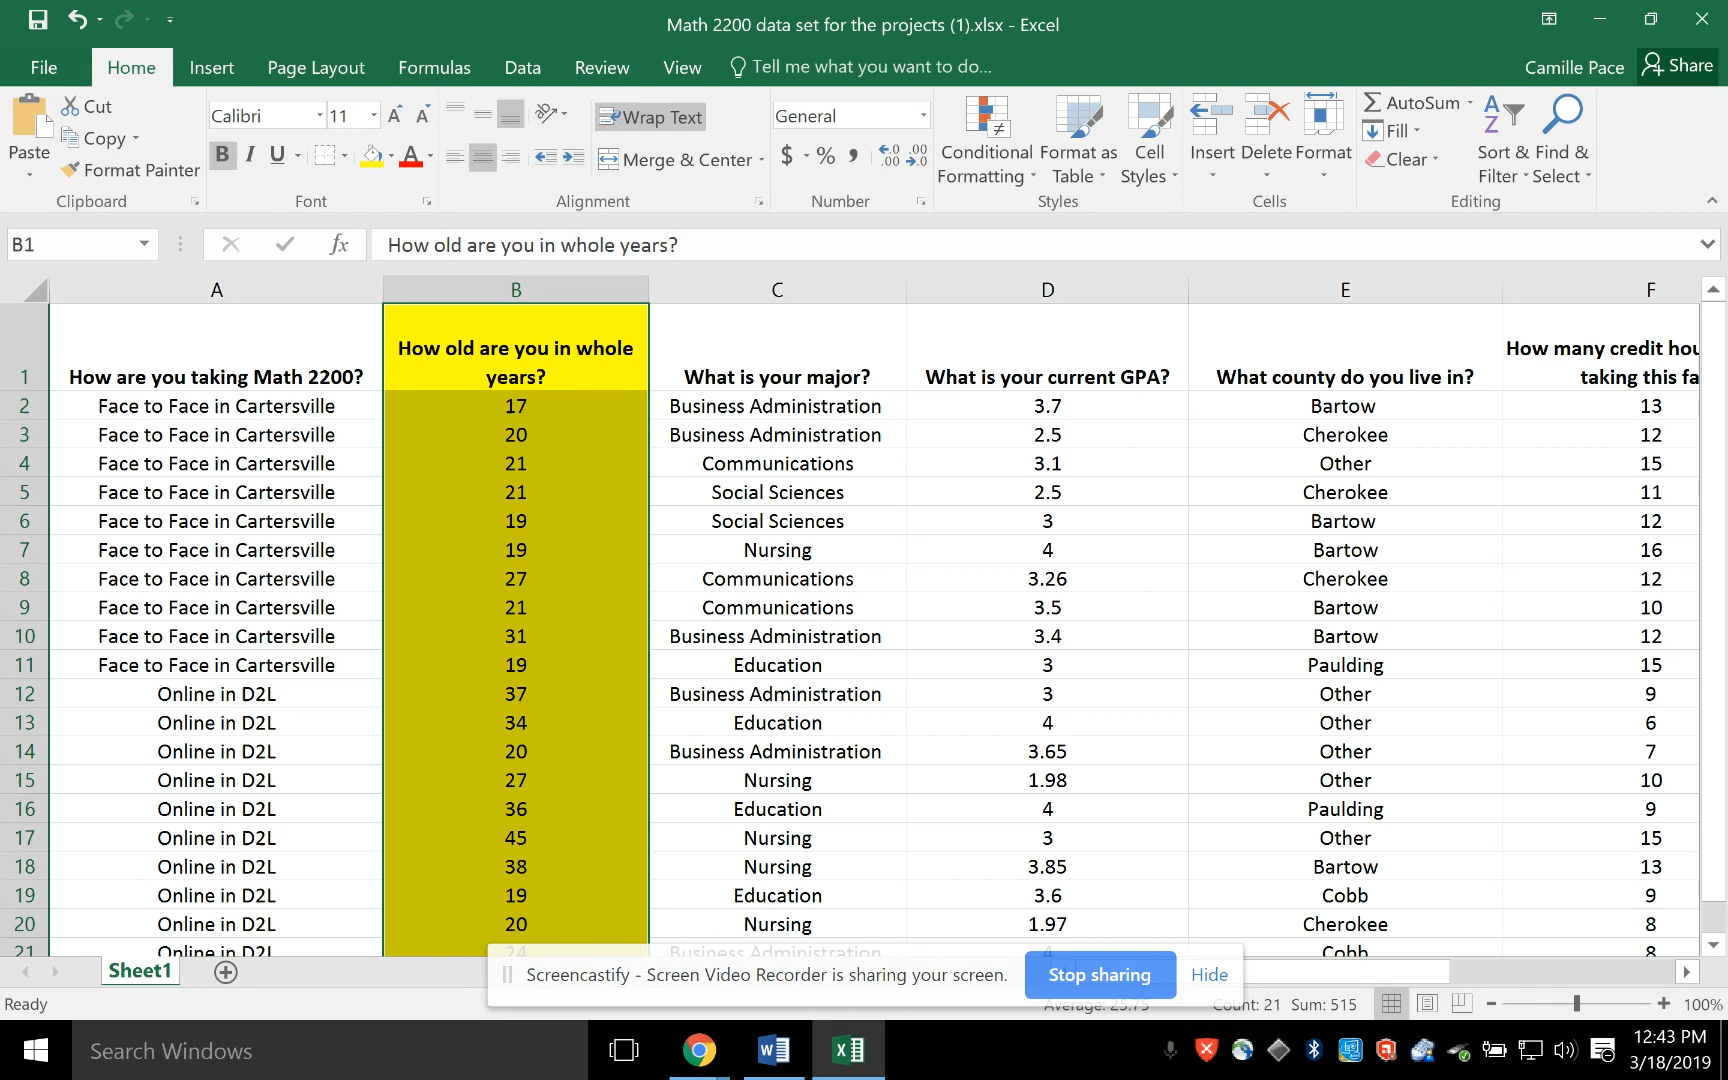 Math 2200 data set for the projects (1).xlsx - Excel
File Home Insert Page Layout Formulas Data Review View Tell me what you want to do... Camille Pace Share
Paste Cut Copy Format Painter Clipboard
Calibri 11 B I U A Font
Wrap Text Merge & Center Alignment
General $ % Number
Conditional Formatting Format as Table Cell Styles Styles
Insert Delete Format Cells
AutoSum Fill Clear Sort & Filter Find & Select Editing
B1 fx How old are you in whole years?
A B C D E F
1 How are you taking Math 2200? How old are you in whole years? What is your major? What is your current GPA? What county do you live in? How many credit hou taking this fa
2 Face to Face in Cartersville 17 Business Administration 3.7 Bartow 13
3 Face to Face in Cartersville 20 Business Administration 2.5 Cherokee 12
4 Face to Face in Cartersville 21 Communications 3.1 Other 15
5 Face to Face in Cartersville 21 Social Sciences 2.5 Cherokee 11
6 Face to Face in Cartersville 19 Social Sciences 3 Bartow 12
7 Face to Face in Cartersville 19 Nursing 4 Bartow 16
8 Face to Face in Cartersville 27 Communications 3.26 Cherokee 12
9 Face to Face in Cartersville 21 Communications 3.5 Bartow 10
10 Face to Face in Cartersville 31 Business Administration 3.4 Bartow 12
11 Face to Face in Cartersville 19 Education 3 Paulding 15
12 Online in D2L 37 Business Administration 3 Other 9
13 Online in D2L 34 Education 4 Other 6
14 Online in D2L 20 Business Administration 3.65 Other 7
15 Online in D2L 27 Nursing 1.98 Other 10
16 Online in D2L 36 Education 4 Paulding 9
17 Online in D2L 45 Nursing 3 Other 15
18 Online in D2L 38 Nursing 3.85 Bartow 13
19 Online in D2L 19 Education 3.6 Cobb 9
20 Online in D2L 20 Nursing 1.97 Cherokee 8
21 Online in D2L 24 Business Administration 4 Cobb 8
Sheet1
Screencastify - Screen Video Recorder is sharing your screen. Stop sharing Hide
Ready Average: 25.75 Count: 21 Sum: 515 100%
Search Windows 12:43 PM
3/18/2019